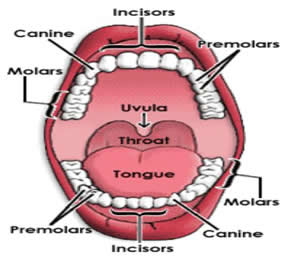 Incisors
Canine
Premolars
Molars
Uvula
Throat
Tongue
Molars
Premolars
Canine
Incisors